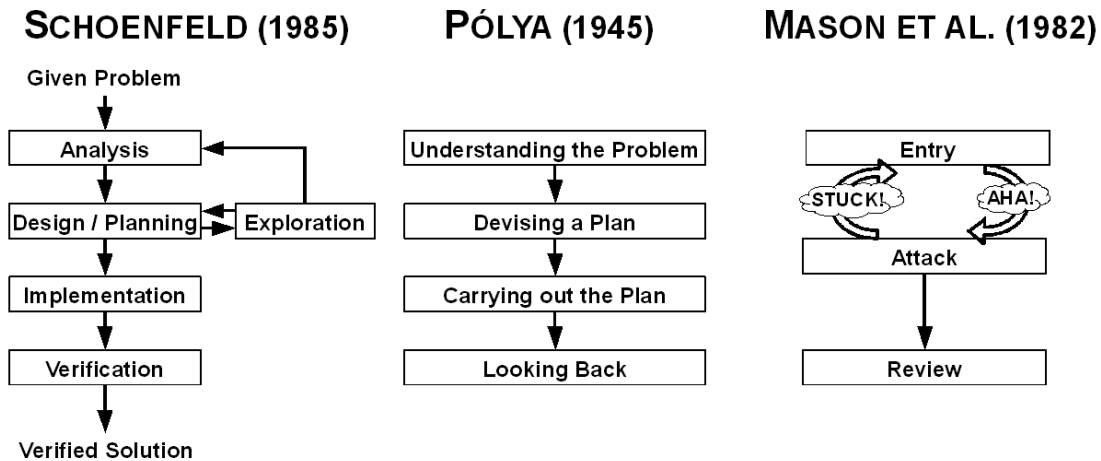 SCHOENFELD (1985)
Given Problem
Analysis
Design / Planning
Exploration
Implementation
Verification
Verified Solution
PÓLYA (1945)
Understanding the Problem
Devising a Plan
Carrying out the Plan
Looking Back
MASON ET AL. (1982)
Entry
STUCK!
AHA!
Attack
Review